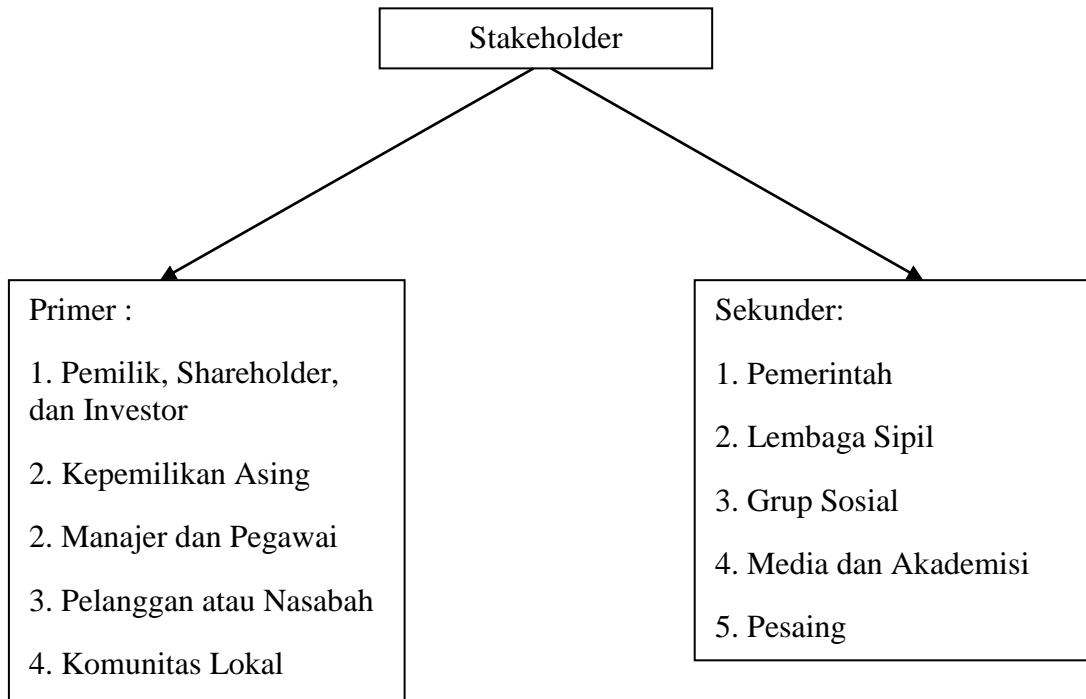 Stakeholder
Primer :
1. Pemilik, Shareholder,
dan Investor
2. Kepemilikan Asing
2. Manajer dan Pegawai
3. Pelanggan atau Nasabah
4. Komunitas Lokal
Sekunder:
1. Pemerintah
2. Lembaga Sipil
3. Grup Sosial
4. Media dan Akademisi
5. Pesaing